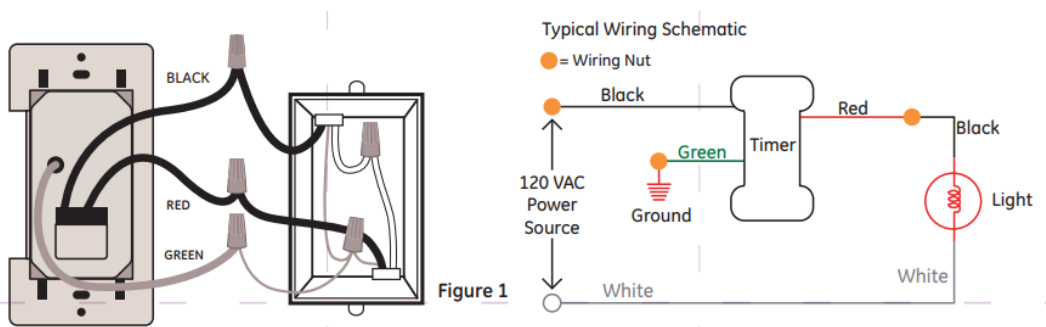 BLACK
RED
GREEN
Figure 1
Typical Wiring Schematic
= Wiring Nut
Black
Red
Black
Green
Timer
120 VAC
Power
Source
Ground
Light
White
White